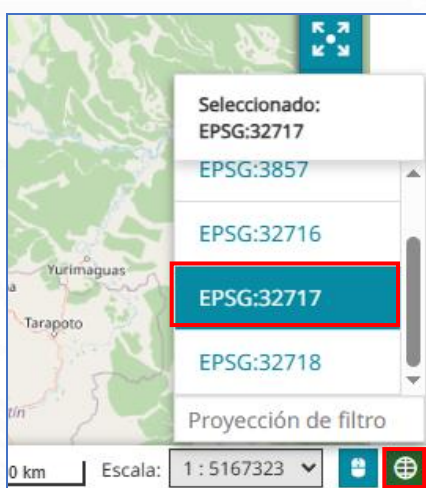 Seleccionado:
EPSG:32717
EPSG:3857
EPSG:32716
Yurimaguas
EPSG:32717
Tarapoto
EPSG:32718
Proyección de filtro
0 km
Escala:
1 : 5167323